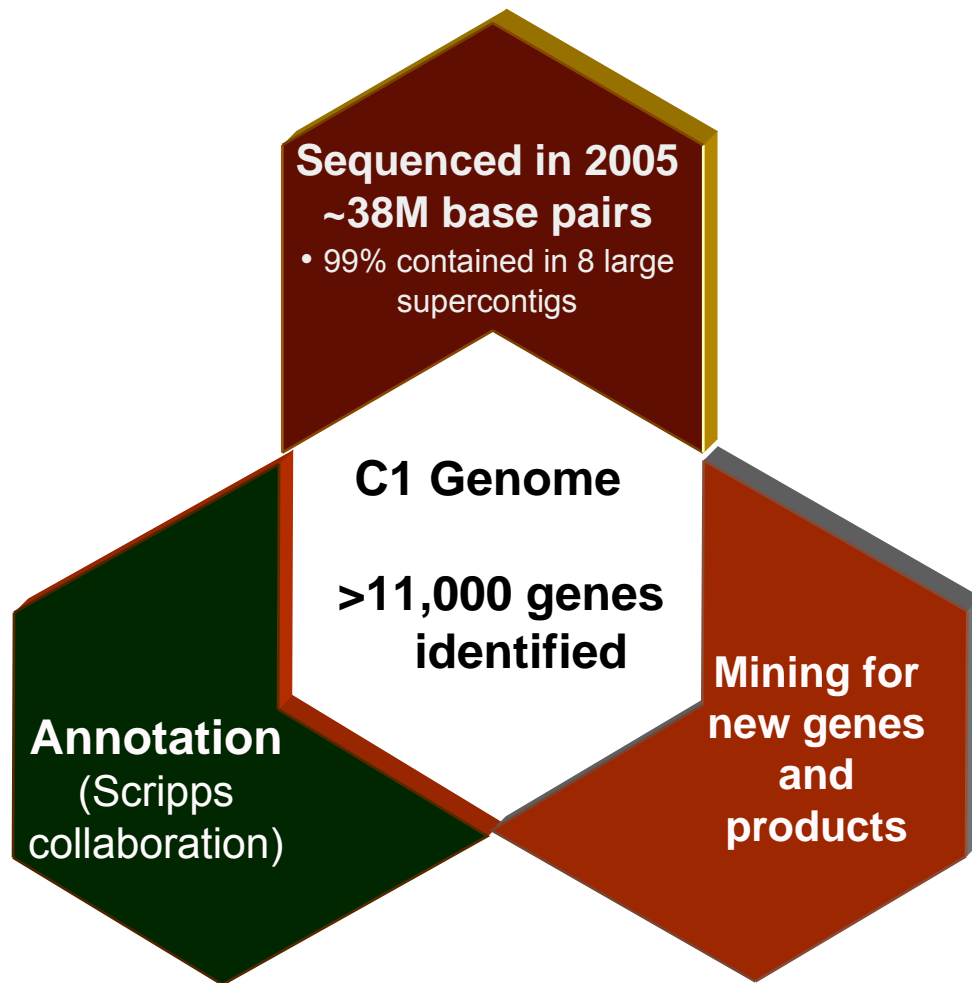 Sequenced in 2005
~38M base pairs
• 99% contained in 8 large
supercontigs
C1 Genome
>11,000 genes
identified
Annotation
(Scripps
collaboration)
Mining for
new genes
and
products